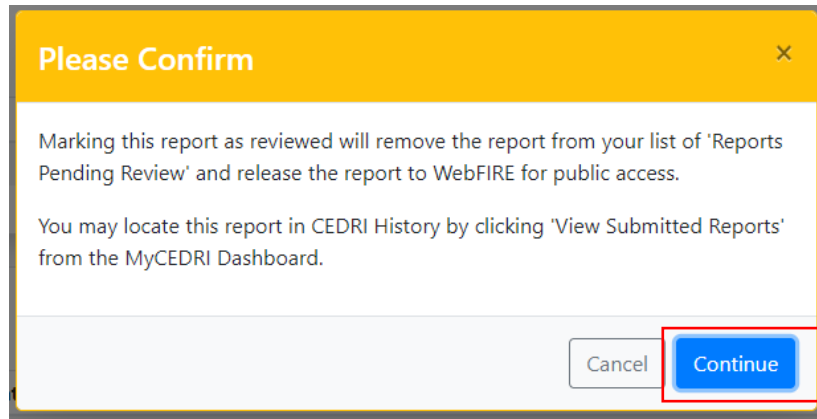 Please Confirm
×
Marking this report as reviewed will remove the report from your list of 'Reports
Pending Review' and release the report to WebFIRE for public access.
You may locate this report in CEDRI History by clicking 'View Submitted Reports'
from the MyCEDRI Dashboard.
Cancel
Continue